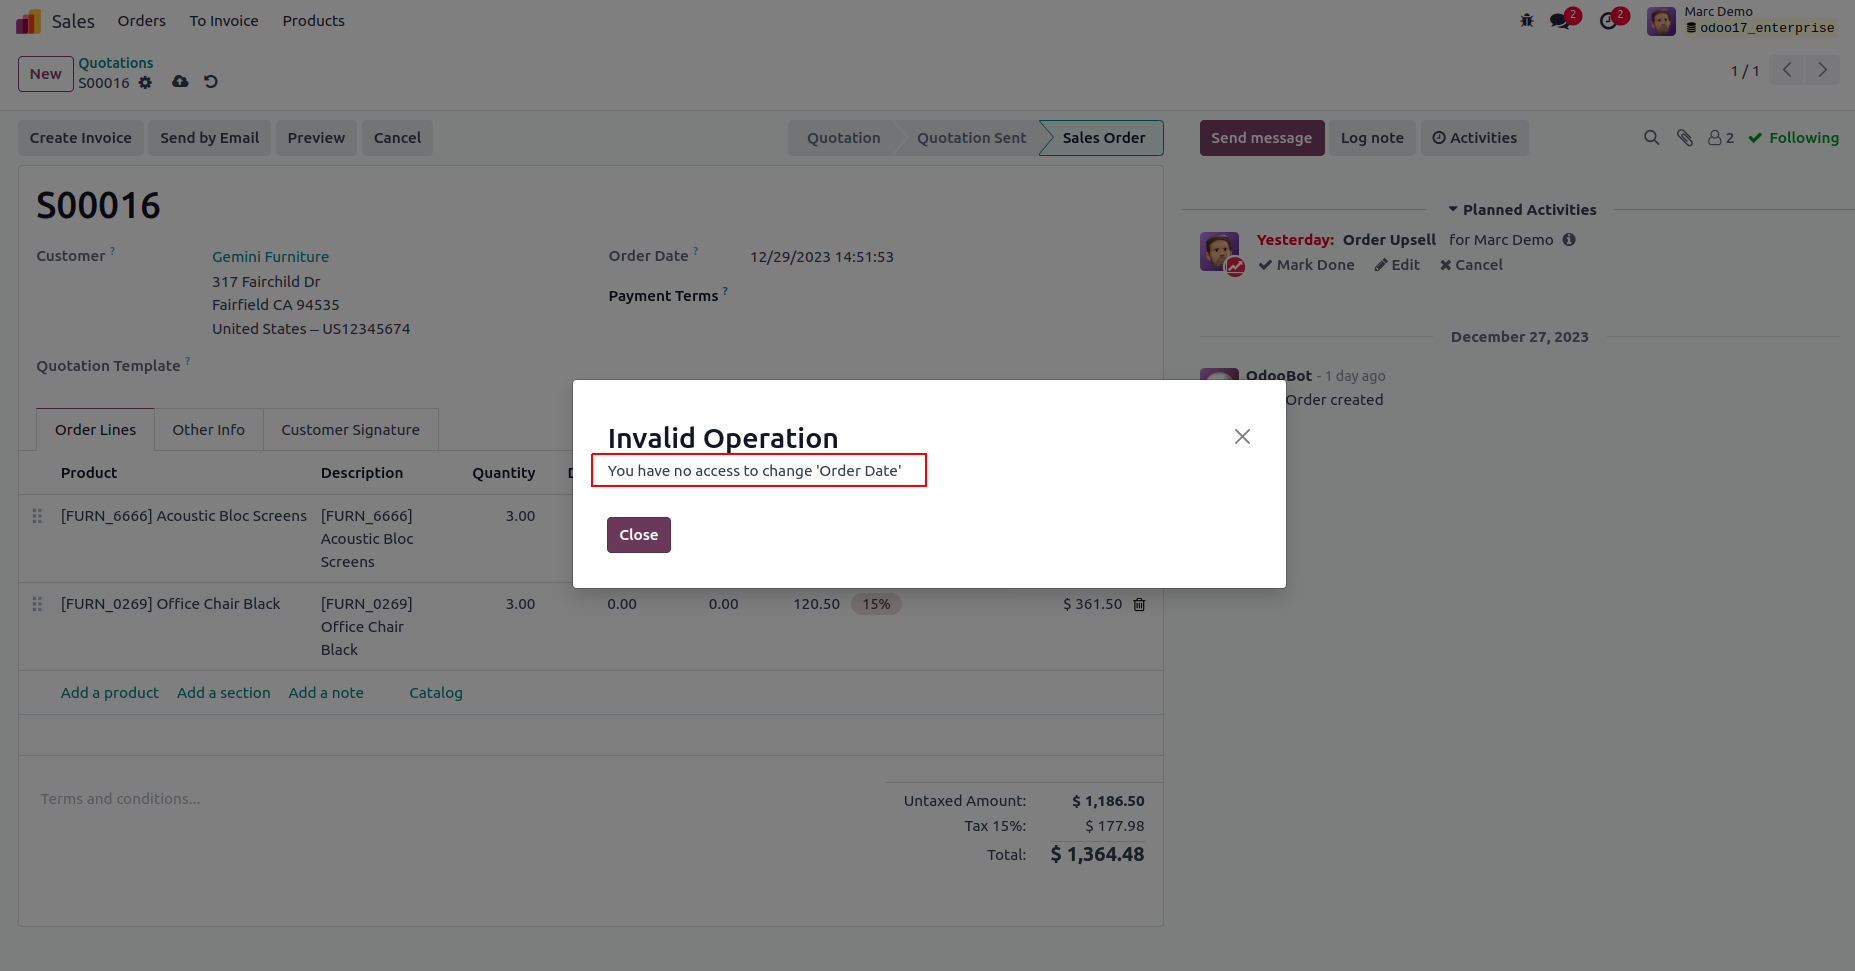 Sales Orders To Invoice Products
2 2 Marc Demo
odoo17_enterprise
New Quotations
S00016
1 / 1
Create Invoice Send by Email Preview Cancel Quotation Quotation Sent Sales Order
Send message Log note Activities 2 Following
S00016
Customer ? Gemini Furniture
317 Fairchild Dr
Fairfield CA 94535
United States – US12345674
Order Date ? 12/29/2023 14:51:53
Payment Terms ?
Quotation Template ?
Planned Activities
Yesterday: Order Upsell for Marc Demo
Mark Done Edit Cancel
December 27, 2023
OdooBot - 1 day ago
Order created
Invalid Operation
You have no access to change 'Order Date'
Close
Order Lines Other Info Customer Signature
Product Description Quantity
[FURN_6666] Acoustic Bloc Screens [FURN_6666] 3.00
Acoustic Bloc
Screens
[FURN_0269] Office Chair Black [FURN_0269] 3.00 0.00 0.00 120.50 15% $ 361.50
Office Chair
Black
Add a product Add a section Add a note Catalog
Terms and conditions...
Untaxed Amount: $ 1,186.50
Tax 15%: $ 177.98
Total: $ 1,364.48